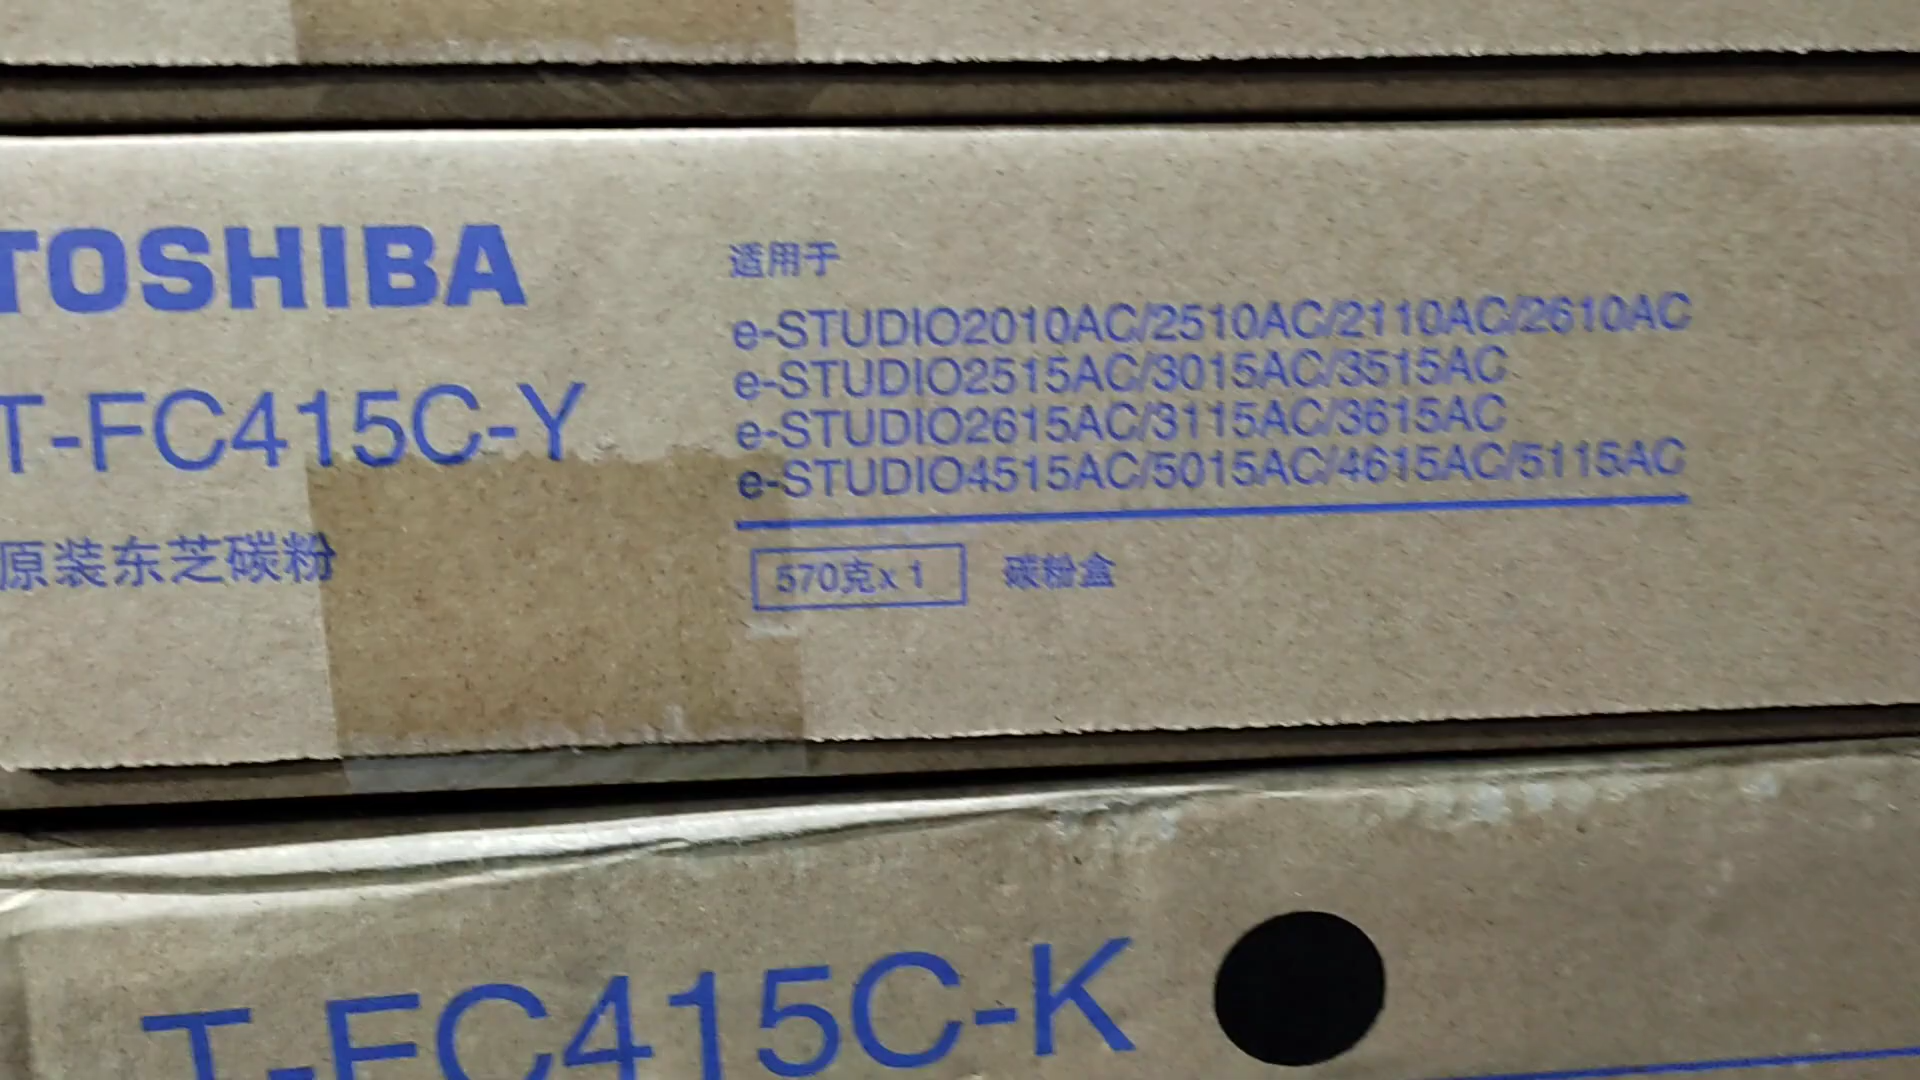 TOSHIBA
T-FC415C-Y
原装东芝碳粉
适用于
e-STUDIO2010AC/2510AC/2110AC/2610AC
e-STUDIO2515AC/3015AC/3515AC
e-STUDIO2615AC/3115AC/3615AC
e-STUDIO4515AC/5015AC/4615AC/5115AC
570克x1 碳粉盒
T-FC415C-K